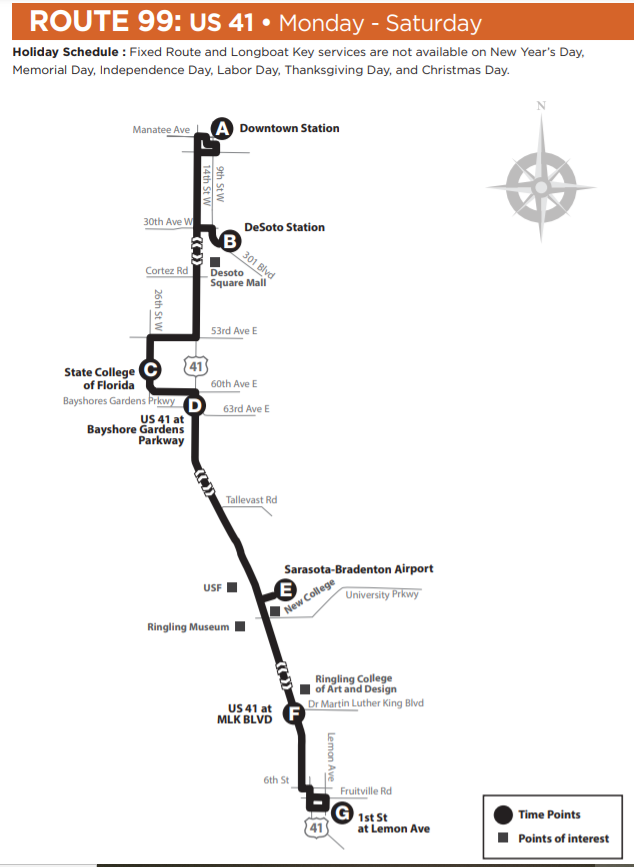 ROUTE 99: US 41 • Monday - Saturday
Holiday Schedule : Fixed Route and Longboat Key services are not available on New Year's Day,
Memorial Day, Independence Day, Labor Day, Thanksgiving Day, and Christmas Day.
N
Manatee Ave
A Downtown Station
9th St W
14th St W
30th Ave W
DeSoto Station
B
301 Blvd
Cortez Rd
Desoto
Square Mall
26th St W
53rd Ave E
State College
of Florida
C
41
60th Ave E
Bayshores Gardens Prkwy
D
63rd Ave E
US 41 at
Bayshore Gardens
Parkway
Tallevast Rd
Sarasota-Bradenton Airport
USF
E
New College
University Prkwy
Ringling Museum
Ringling College
of Art and Design
US 41 at
MLK BLVD
F
Dr Martin Luther King Blvd
Lemon Ave
6th St
Fruitville Rd
G
1st St
at Lemon Ave
41
Time Points
Points of interest